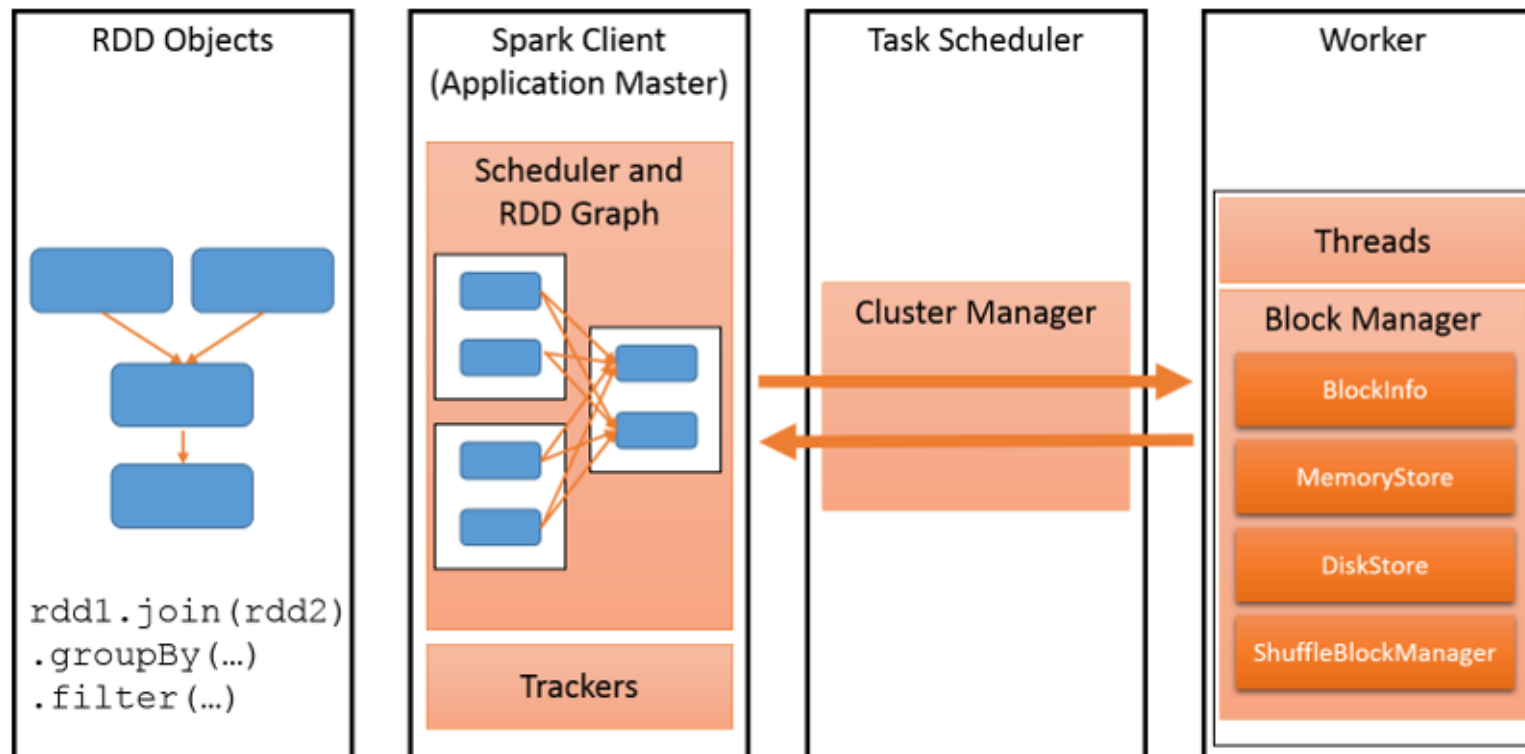 RDD Objects
rdd1.join(rdd2)
.groupBy(…)
.filter(…)
Spark Client
(Application Master)
Scheduler and
RDD Graph
Trackers
Task Scheduler
Cluster Manager
Worker
Threads
Block Manager
BlockInfo
MemoryStore
DiskStore
ShuffleBlockManager